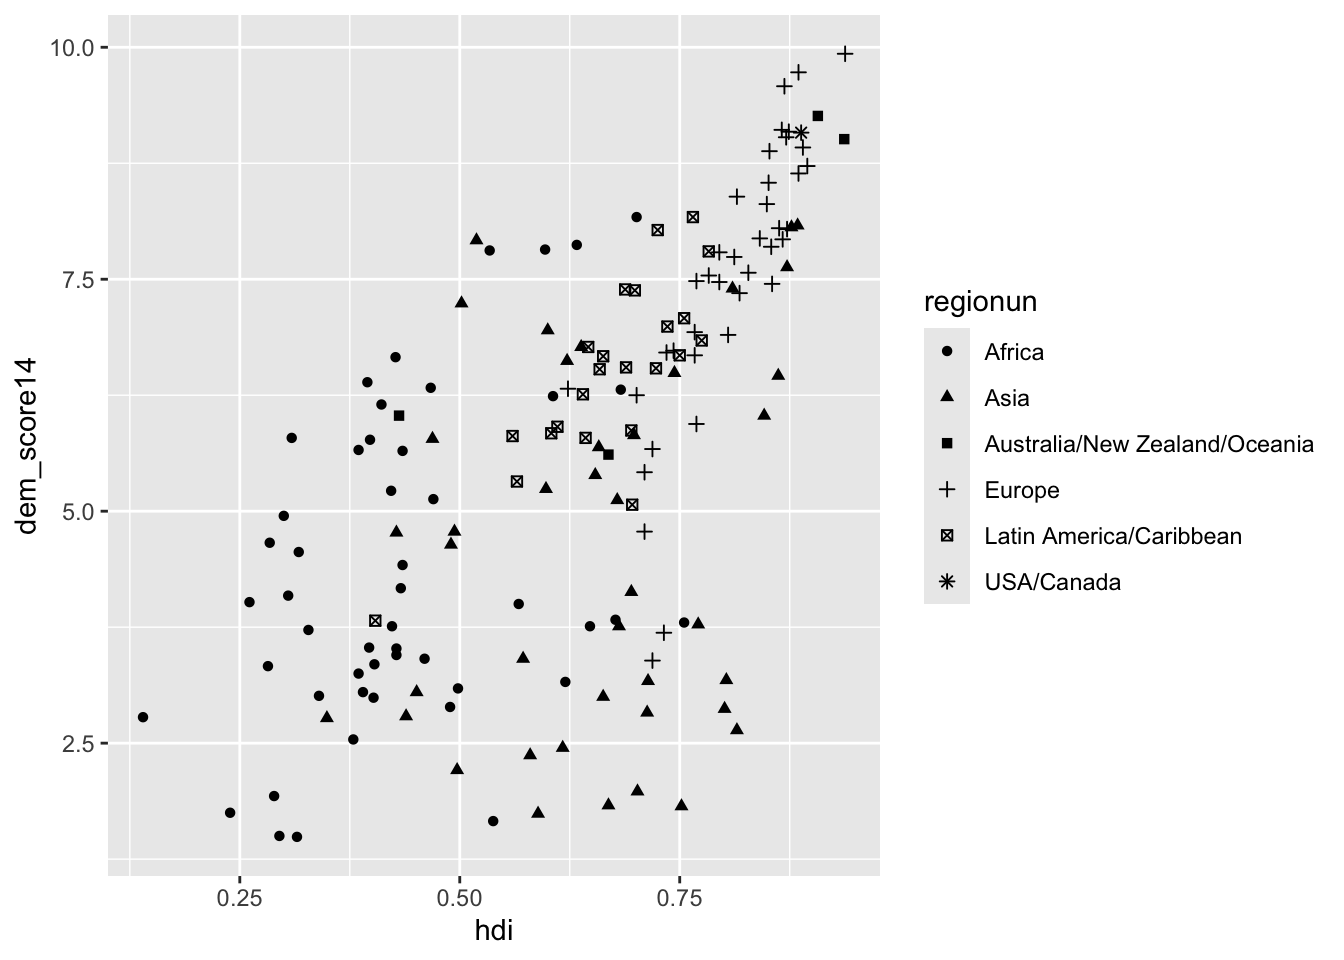 10.0
7.5
5.0
2.5
dem_score14
0.25 0.50 0.75
hdi
regionun
Africa
Asia
Australia/New Zealand/Oceania
Europe
Latin America/Caribbean
USA/Canada